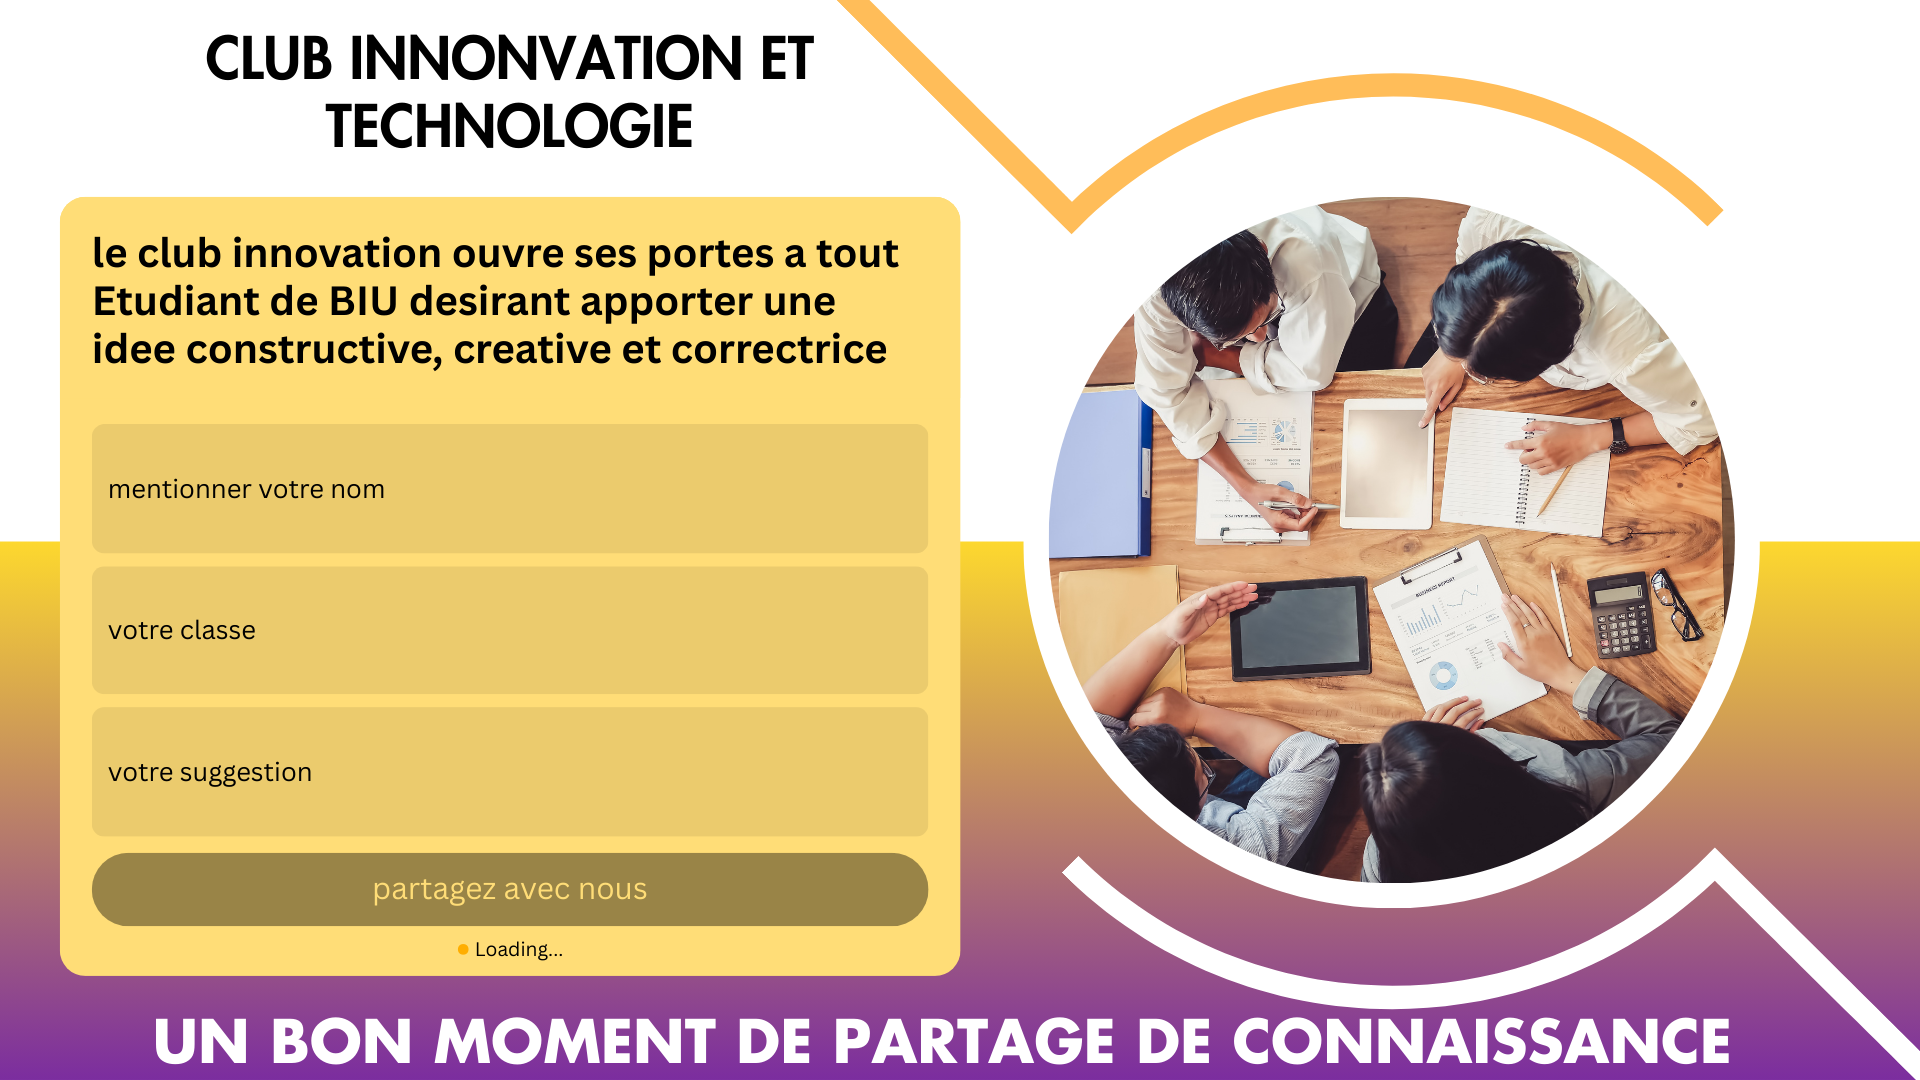 CLUB INNONVATION ET
TECHNOLOGIE
le club innovation ouvre ses portes a tout
Etudiant de BIU desirant apporter une
idee constructive, creative et correctrice
mentionner votre nom
votre classe
votre suggestion
partagez avec nous
Loading...
BUSINESS REPORT
UN BON MOMENT DE PARTAGE DE CONNAISSANCE